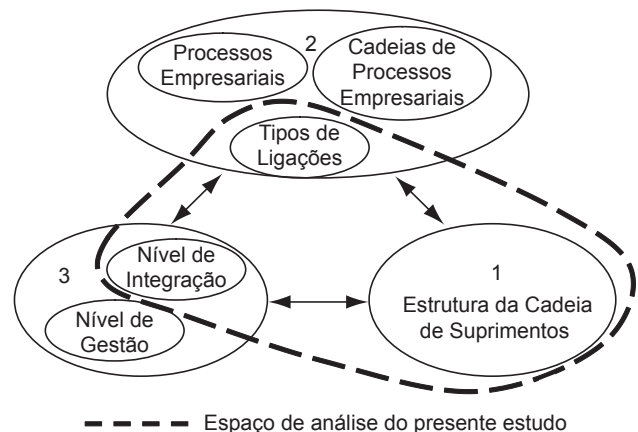 2
Processos
Empresariais
Cadeias de
Processos
Empresariais
Tipos de
Ligações
3
Nível de
Integração
Nível de
Gestão
1
Estrutura da Cadeia
de Suprimentos
Espaço de análise do presente estudo